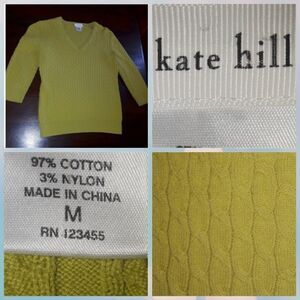 kate hill
97% COTTON
3% NYLON
MADE IN CHINA
M
RN 123455